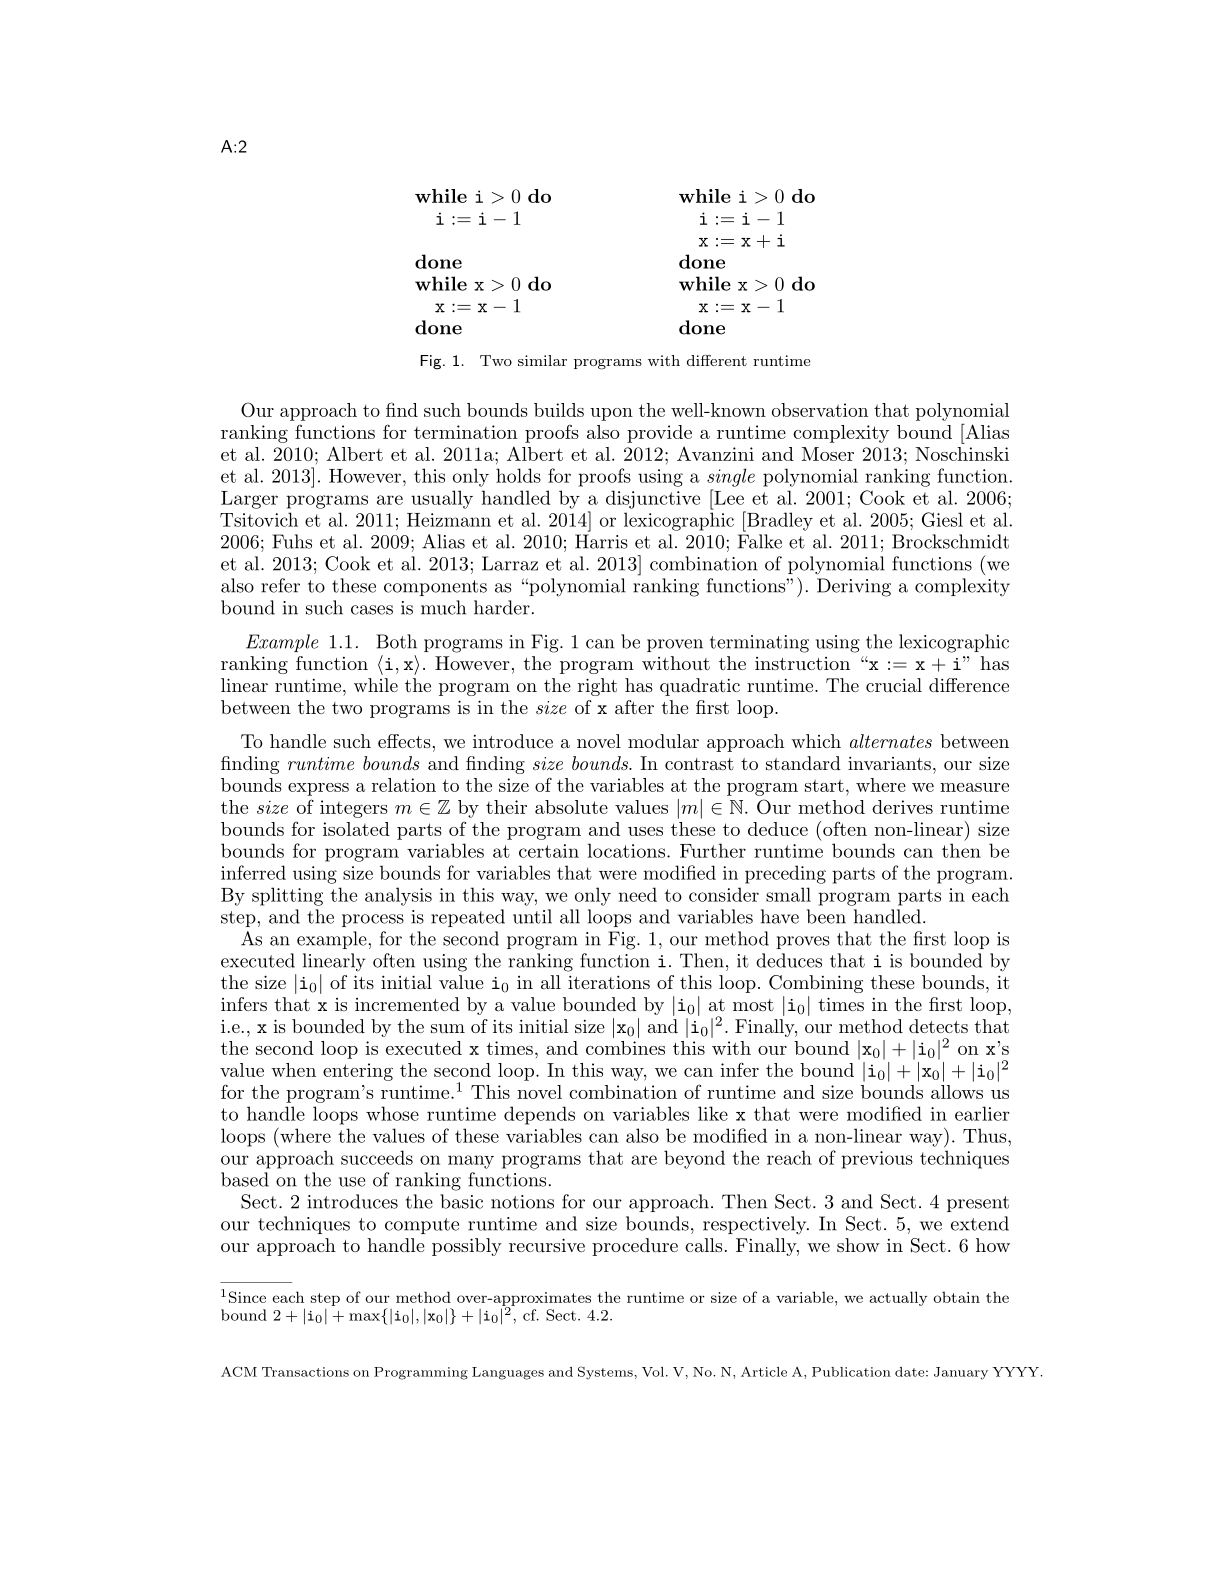 A:2
while i > 0 do
i := i − 1
done
while x > 0 do
x := x − 1
done
while i > 0 do
i := i − 1
x := x + i
done
while x > 0 do
x := x − 1
done
Fig. 1. Two similar programs with different runtime
Our approach to find such bounds builds upon the well-known observation that polynomial
ranking functions for termination proofs also provide a runtime complexity bound [Alias
et al. 2010; Albert et al. 2011a; Albert et al. 2012; Avanzini and Moser 2013; Noschinski
et al. 2013]. However, this only holds for proofs using a single polynomial ranking function.
Larger programs are usually handled by a disjunctive [Lee et al. 2001; Cook et al. 2006;
Tsitovich et al. 2011; Heizmann et al. 2014] or lexicographic [Bradley et al. 2005; Giesl et al.
2006; Fuhs et al. 2009; Alias et al. 2010; Harris et al. 2010; Falke et al. 2011; Brockschmidt
et al. 2013; Cook et al. 2013; Larraz et al. 2013] combination of polynomial functions (we
also refer to these components as “polynomial ranking functions”). Deriving a complexity
bound in such cases is much harder.
Example 1.1. Both programs in Fig. 1 can be proven terminating using the lexicographic
ranking function ⟨i, x⟩. However, the program without the instruction “x := x + i” has
linear runtime, while the program on the right has quadratic runtime. The crucial difference
between the two programs is in the size of x after the first loop.
To handle such effects, we introduce a novel modular approach which alternates between
finding runtime bounds and finding size bounds. In contrast to standard invariants, our size
bounds express a relation to the size of the variables at the program start, where we measure
the size of integers m ∈ ℤ by their absolute values |m| ∈ ℕ. Our method derives runtime
bounds for isolated parts of the program and uses these to deduce (often non-linear) size
bounds for program variables at certain locations. Further runtime bounds can then be
inferred using size bounds for variables that were modified in preceding parts of the program.
By splitting the analysis in this way, we only need to consider small program parts in each
step, and the process is repeated until all loops and variables have been handled.
As an example, for the second program in Fig. 1, our method proves that the first loop is
executed linearly often using the ranking function i. Then, it deduces that i is bounded by
the size |i₀| of its initial value i₀ in all iterations of this loop. Combining these bounds, it
infers that x is incremented by a value bounded by |i₀| at most |i₀| times in the first loop,
i.e., x is bounded by the sum of its initial size |x₀| and |i₀|². Finally, our method detects that
the second loop is executed x times, and combines this with our bound |x₀| + |i₀|² on x’s
value when entering the second loop. In this way, we can infer the bound |i₀| + |x₀| + |i₀|²
for the program’s runtime.¹ This novel combination of runtime and size bounds allows us
to handle loops whose runtime depends on variables like x that were modified in earlier
loops (where the values of these variables can also be modified in a non-linear way). Thus,
our approach succeeds on many programs that are beyond the reach of previous techniques
based on the use of ranking functions.
Sect. 2 introduces the basic notions for our approach. Then Sect. 3 and Sect. 4 present
our techniques to compute runtime and size bounds, respectively. In Sect. 5, we extend
our approach to handle possibly recursive procedure calls. Finally, we show in Sect. 6 how
¹Since each step of our method over-approximates the runtime or size of a variable, we actually obtain the
bound 2 + |i₀| + max{|i₀|, |x₀|} + |i₀|², cf. Sect. 4.2.
ACM Transactions on Programming Languages and Systems, Vol. V, No. N, Article A, Publication date: January YYYY.